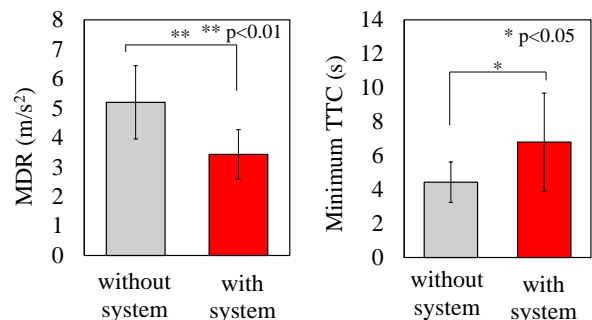 MDR (m/s²)
8
7
6
5
4
3
2
1
0
**
** p<0.01
without
system
with
system
Minimum TTC (s)
14
12
10
8
6
4
2
0
* p<0.05
*
without
system
with
system